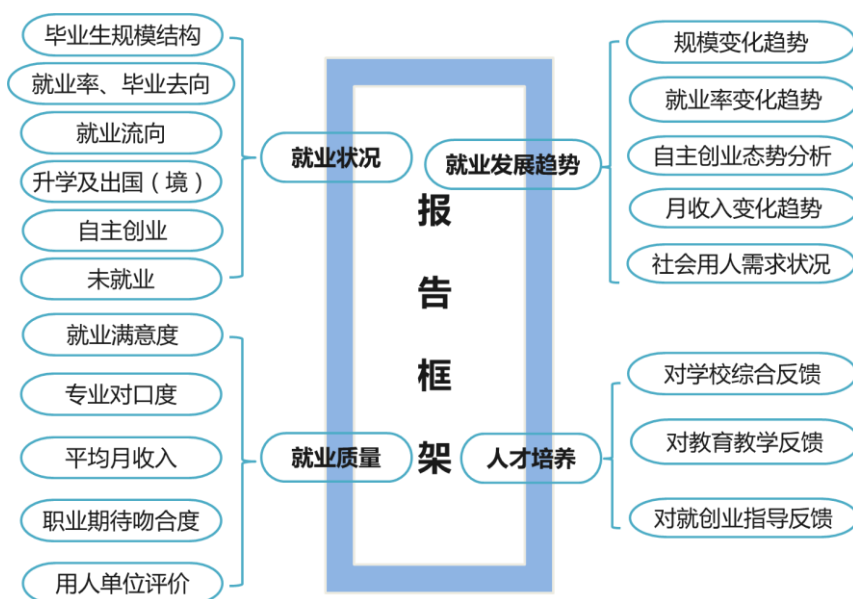 毕业生规模结构
就业率、毕业去向
就业流向
升学及出国（境）
自主创业
未就业
就业状况
就业满意度
专业对口度
平均月收入
职业期待吻合度
用人单位评价
就业质量
报
告
框
架
就业发展趋势
规模变化趋势
就业率变化趋势
自主创业态势分析
月收入变化趋势
社会用人需求状况
人才培养
对学校综合反馈
对教育教学反馈
对就创业指导反馈